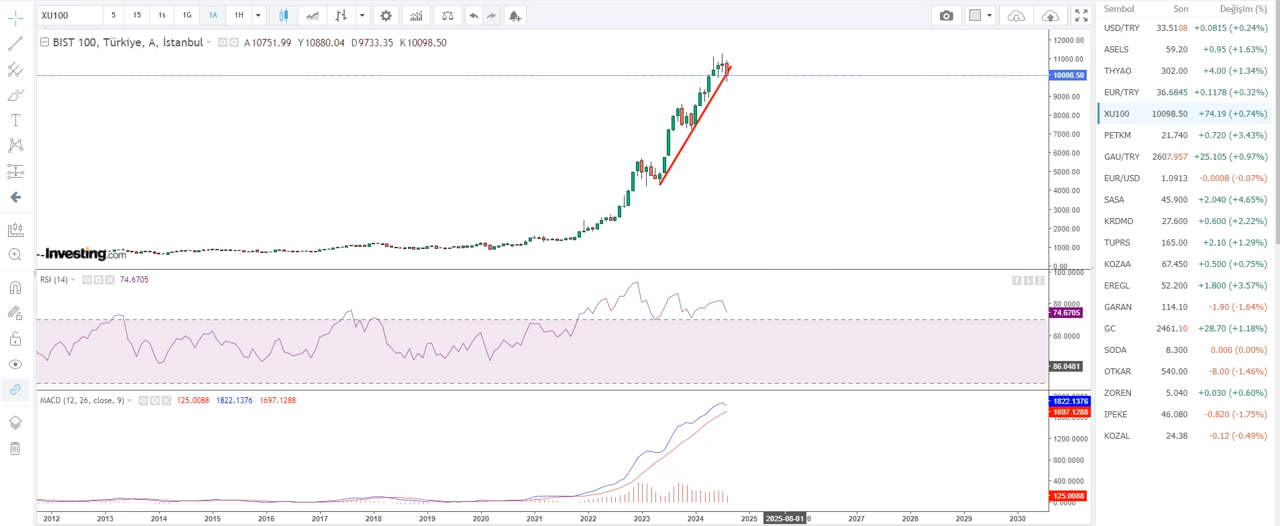 XU100 5 15 1s 1G 1A 1H
BIST 100, Türkiye, A, İstanbul A10751.99 Y10880.04 D9733.35 K10098.50
12000.00
11000.00
10098.50
9000.00
8000.00
7000.00
6000.00
5000.00
4000.00
3000.00
2000.00
1000.00
0.00
Investing.com
RSI (14) 74.6705
100.0000
80.0000
74.6705
60.0000
86.0481
MACD (12, 26, close, 9) 125.0088 1822.1376 1697.1288
1822.1376
1697.1288
1200.0000
800.0000
400.0000
125.0088
2012 2013 2014 2015 2016 2017 2018 2019 2020 2021 2022 2023 2024 2025 2025-08-01 6 2027 2028 2029 2030
Sembol Son Değişim (%)
USD/TRY 33.5108 +0.0815 (+0.24%)
ASELS 59.20 +0.95 (+1.63%)
THYAO 302.00 +4.00 (+1.34%)
EUR/TRY 36.6845 +0.1178 (+0.32%)
XU100 10098.50 +74.19 (+0.74%)
PETKM 21.740 +0.720 (+3.43%)
GAU/TRY 2607.957 +25.105 (+0.97%)
EUR/USD 1.0913 -0.0008 (-0.07%)
SASA 45.900 +2.040 (+4.65%)
KRDMD 27.600 +0.600 (+2.22%)
TUPRS 165.00 +2.10 (+1.29%)
KOZAA 67.450 +0.500 (+0.75%)
EREGL 52.200 +1.800 (+3.57%)
GARAN 114.10 -1.90 (-1.64%)
GC 2461.10 +28.70 (+1.18%)
SODA 8.300 0.000 (0.00%)
OTKAR 540.00 -8.00 (-1.46%)
ZOREN 5.040 +0.030 (+0.60%)
IPEKE 46.080 -0.820 (-1.75%)
KOZAL 24.38 -0.12 (-0.49%)